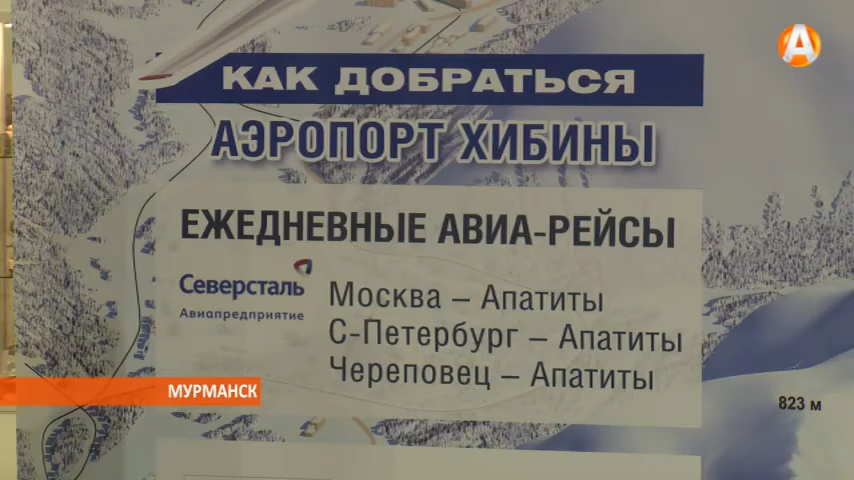 А
КАК ДОБРАТЬСЯ
АЭРОПОРТ ХИБИНЫ
ЕЖЕДНЕВНЫЕ АВИА-РЕЙСЫ
Северсталь
Авиапредприятие
Москва – Апатиты
С-Петербург – Апатиты
Череповец – Апатиты
МУРМАНСК
823 м